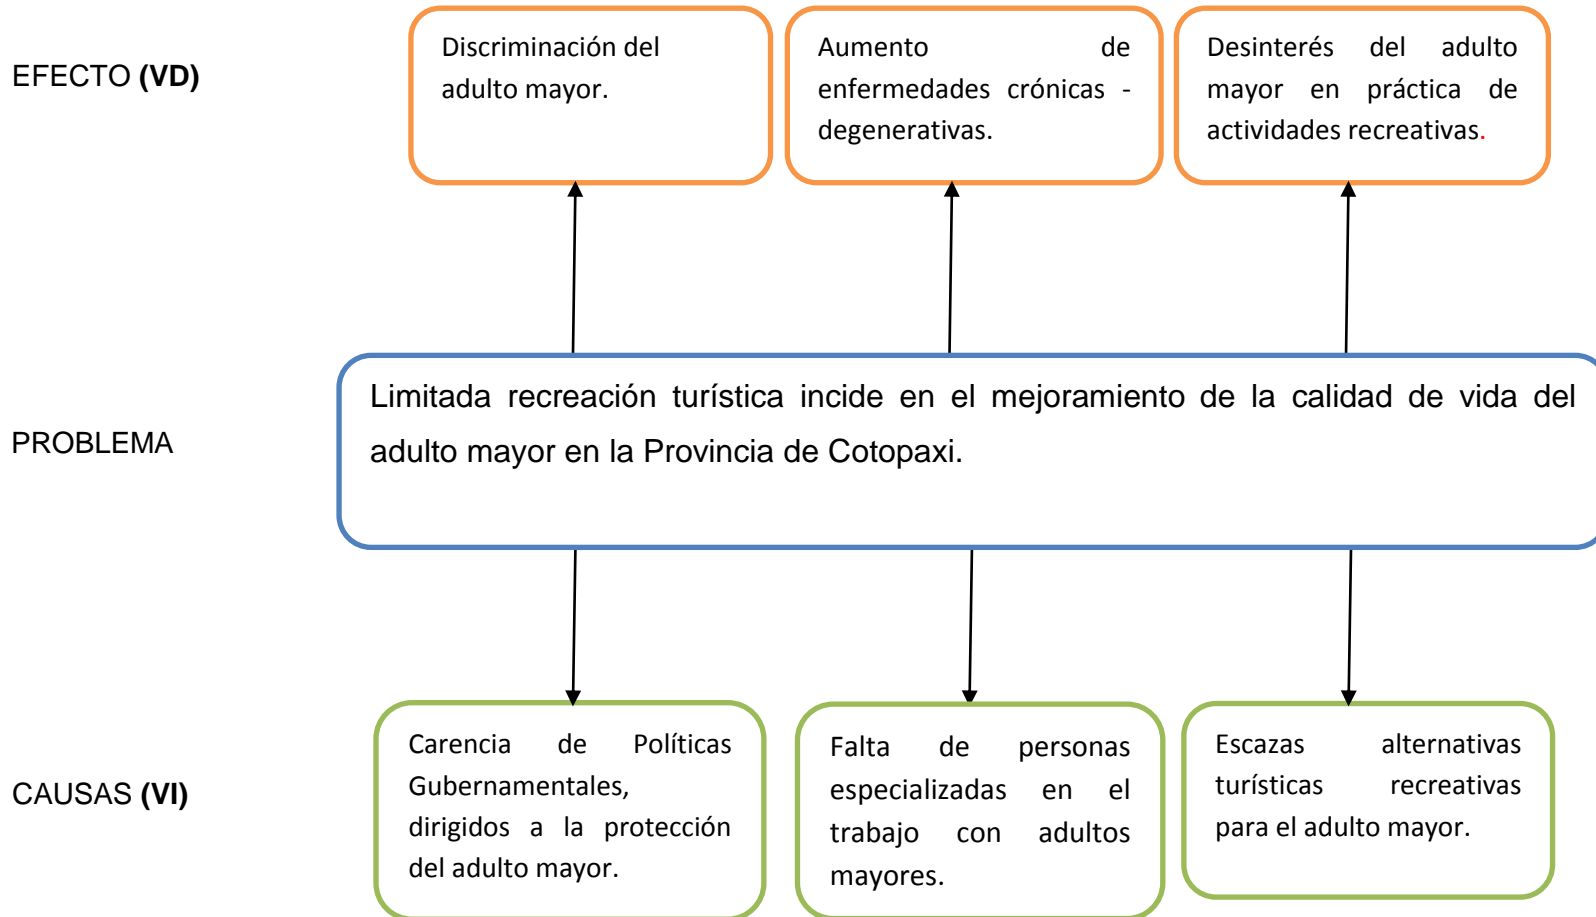 EFECTO (VD)
Discriminación del
adulto mayor.
Aumento de
enfermedades crónicas -
degenerativas.
Desinterés del adulto
mayor en práctica de
actividades recreativas.
PROBLEMA
Limitada recreación turística incide en el mejoramiento de la calidad de vida del
adulto mayor en la Provincia de Cotopaxi.
CAUSAS (VI)
Carencia de Políticas
Gubernamentales,
dirigidos a la protección
del adulto mayor.
Falta de personas
especializadas en el
trabajo con adultos
mayores.
Escazas alternativas
turísticas recreativas
para el adulto mayor.